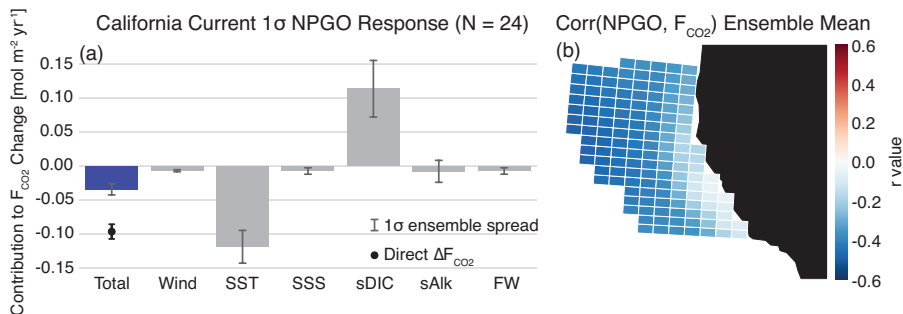 California Current 1σ NPGO Response (N = 24)
(a)
Contribution to F_CO2 Change [mol m⁻² yr⁻¹]
0.15
0.10
0.05
0.00
-0.05
-0.10
-0.15
1σ ensemble spread
Direct ΔF_CO2
Total Wind SST SSS sDIC sAlk FW
Corr(NPGO, F_CO2) Ensemble Mean
(b)
0.6
0.4
0.2
0.0
-0.2
-0.4
-0.6
r value